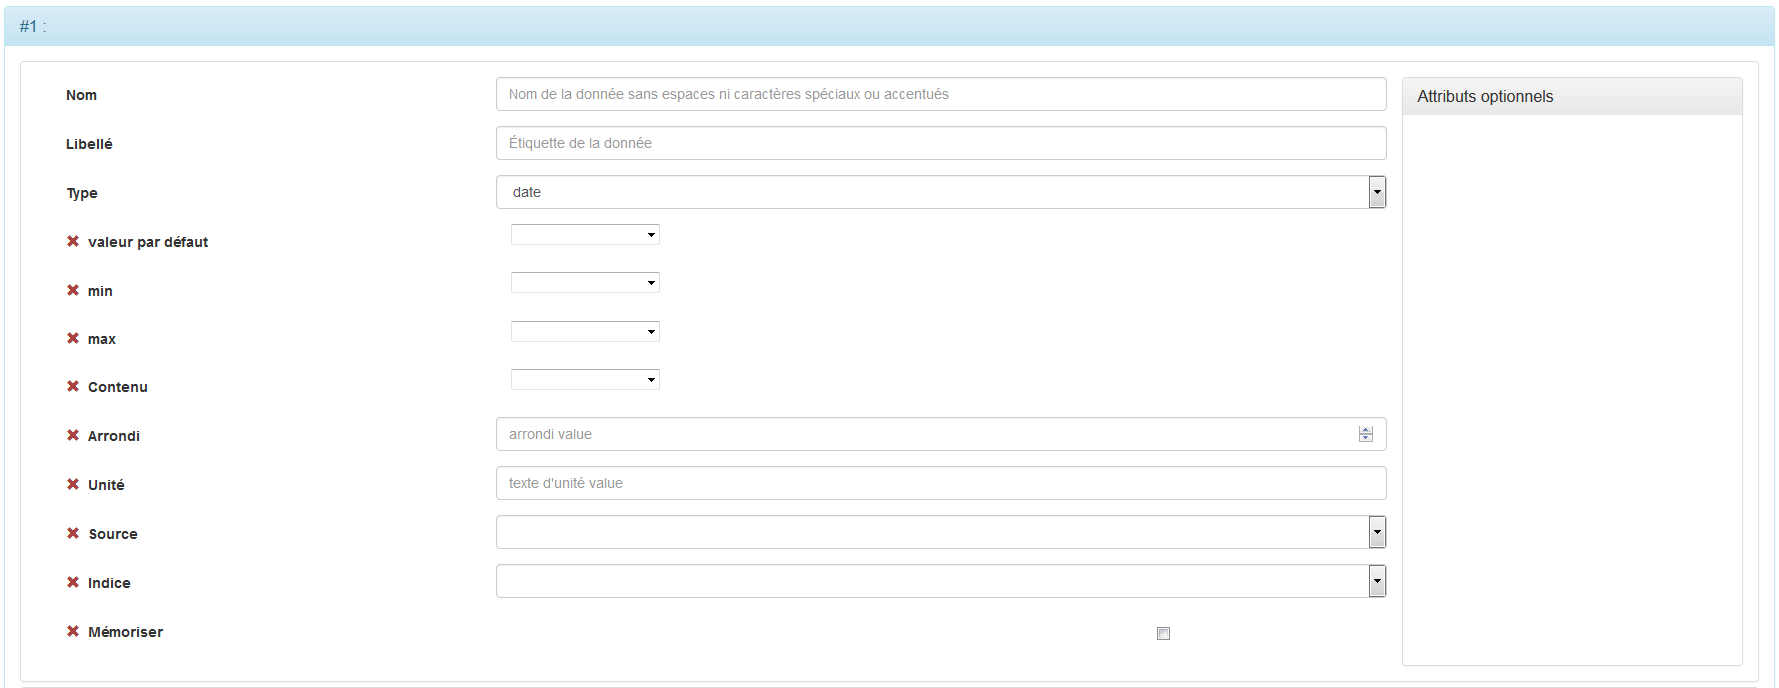 #1 :
Nom
Nom de la donnée sans espaces ni caractères spéciaux ou accentués
Attributs optionnels
Libellé
Étiquette de la donnée
Type
date
valeur par défaut
min
max
Contenu
Arrondi
arrondi value
Unité
texte d'unité value
Source
Indice
Mémoriser